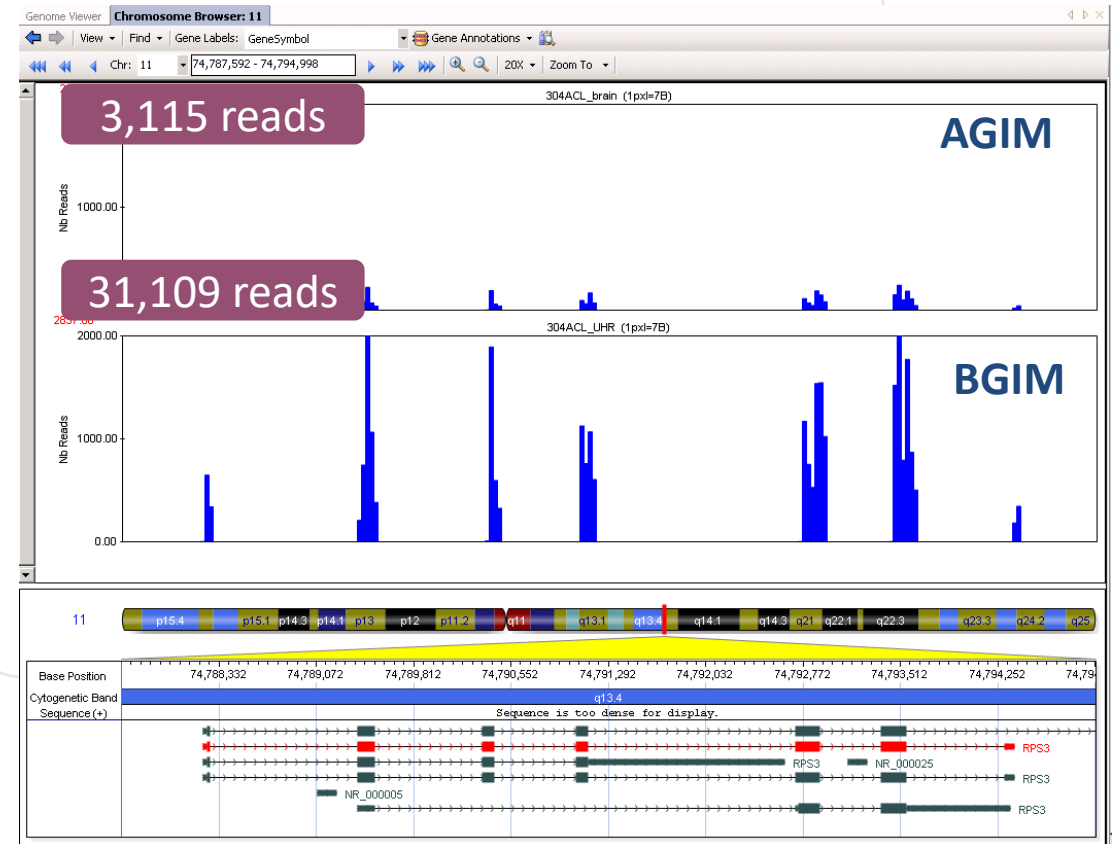 Genome Viewer Chromosome Browser: 11
View Find Gene Labels: GeneSymbol Gene Annotations
Chr: 11 74,787,592 - 74,794,998 20X Zoom To
304ACL_brain (1pxl=7B)
3,115 reads
AGIM
Nb Reads
1000.00
31,109 reads
304ACL_UHR (1pxl=7B)
2000.00
BGIM
Nb Reads
1000.00
0.00
11 p15.4 p15.1 p14.3 p14.1 p13 p12 p11.2 q11 q13.1 q13.4 q14.1 q14.3 q21 q22.1 q22.3 q23.3 q24.2 q25
Base Position 74,788,332 74,789,072 74,789,812 74,790,552 74,791,292 74,792,032 74,792,772 74,793,512 74,794,252 74,79
Cytogenetic Band q13.4
Sequence (+) Sequence is too dense for display.
RPS3
RPS3 NR_000025
RPS3
NR_000005
RPS3